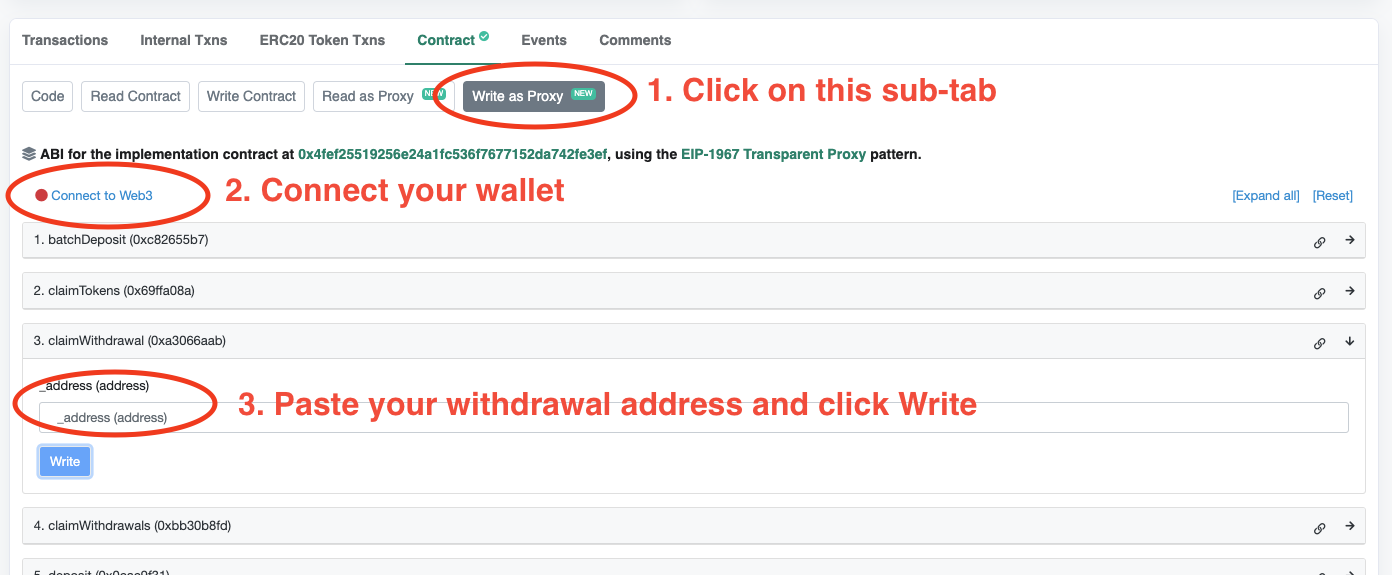 Transactions Internal Txns ERC20 Token Txns Contract Events Comments
Code Read Contract Write Contract Read as Proxy NEW Write as Proxy NEW 1. Click on this sub-tab
ABI for the implementation contract at 0x4fef25519256e24a1fc536f7677152da742fe3ef, using the EIP-1967 Transparent Proxy pattern.
Connect to Web3 2. Connect your wallet [Expand all] [Reset]
1. batchDeposit (0xc82655b7)
2. claimTokens (0x69ffa08a)
3. claimWithdrawal (0xa3066aab)
_address (address)
_address (address) 3. Paste your withdrawal address and click Write
Write
4. claimWithdrawals (0xbb30b8fd)